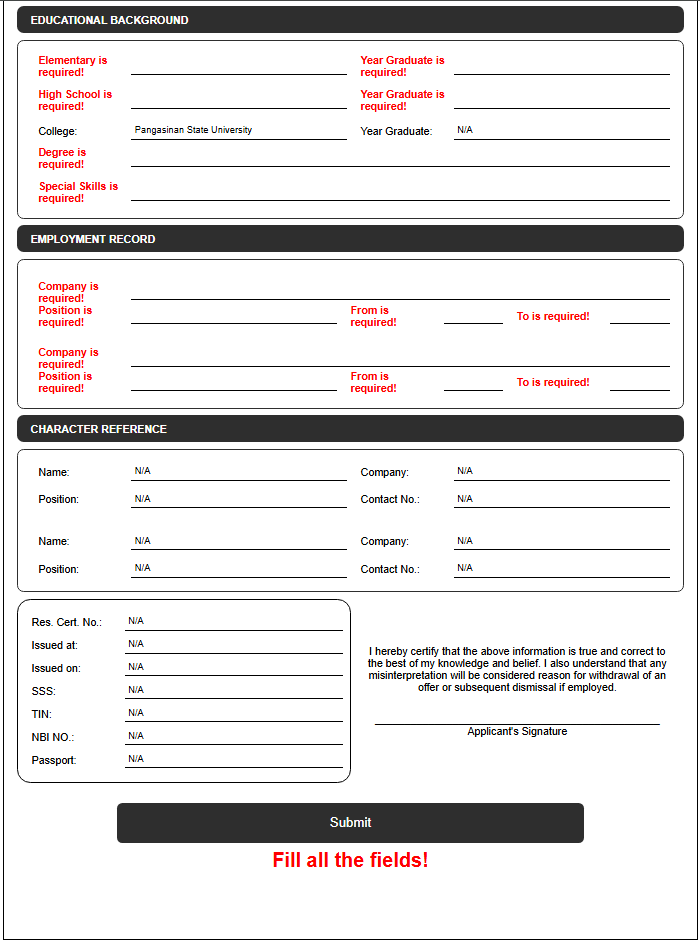 EDUCATIONAL BACKGROUND
Elementary is required! Year Graduate is required!
High School is required! Year Graduate is required!
College: Pangasinan State University Year Graduate: N/A
Degree is required!
Special Skills is required!
EMPLOYMENT RECORD
Company is required!
Position is required! From is required! To is required!
Company is required!
Position is required! From is required! To is required!
CHARACTER REFERENCE
Name: N/A Company: N/A
Position: N/A Contact No.: N/A
Name: N/A Company: N/A
Position: N/A Contact No.: N/A
Res. Cert. No.: N/A
Issued at: N/A
Issued on: N/A
SSS: N/A
TIN: N/A
NBI NO.: N/A
Passport: N/A
I hereby certify that the above information is true and correct to
the best of my knowledge and belief. I also understand that any
misinterpretation will be considered reason for withdrawal of an
offer or subsequent dismissal if employed.
Applicant's Signature
Submit
Fill all the fields!